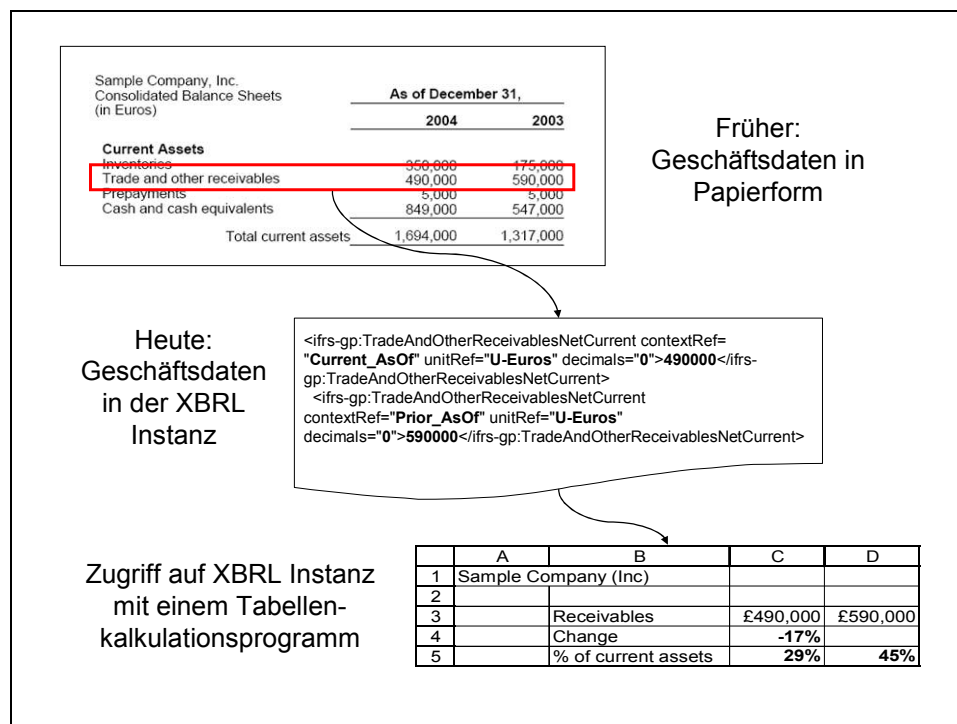 Sample Company, Inc.
Consolidated Balance Sheets
(in Euros)
As of December 31,
2004 2003
Current Assets
Inventories 350,000 175,000
Trade and other receivables 490,000 590,000
Prepayments 5,000 5,000
Cash and cash equivalents 849,000 547,000
Total current assets 1,694,000 1,317,000
Früher:
Geschäftsdaten in
Papierform
Heute:
Geschäftsdaten
in der XBRL
Instanz
<ifrs-gp:TradeAndOtherReceivablesNetCurrent contextRef=
"Current_AsOf" unitRef="U-Euros" decimals="0">490000</ifrs-
gp:TradeAndOtherReceivablesNetCurrent>
<ifrs-gp:TradeAndOtherReceivablesNetCurrent
contextRef="Prior_AsOf" unitRef="U-Euros"
decimals="0">590000</ifrs-gp:TradeAndOtherReceivablesNetCurrent>
Zugriff auf XBRL Instanz
mit einem Tabellen-
kalkulationsprogramm
A B C D
1 Sample Company (Inc)
2
3 Receivables £490,000 £590,000
4 Change -17%
5 % of current assets 29% 45%